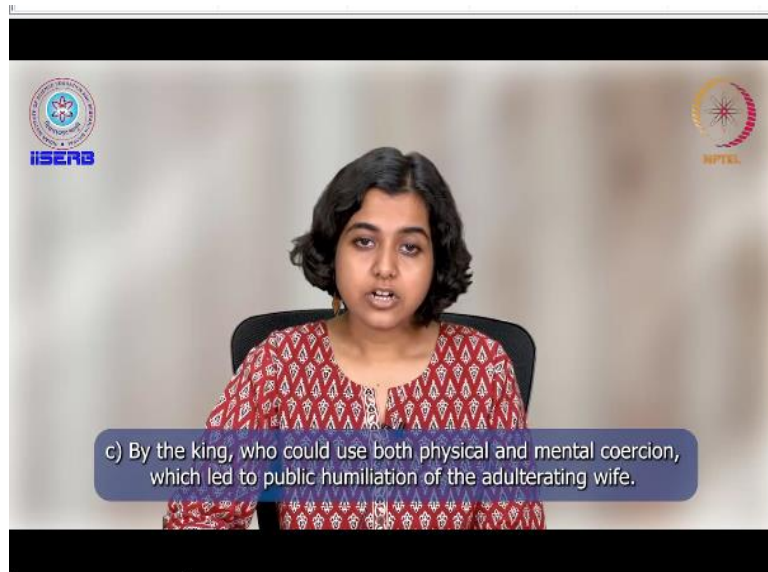 IISERB
NPTEL
c) By the king, who could use both physical and mental coercion,
which led to public humiliation of the adulterating wife.